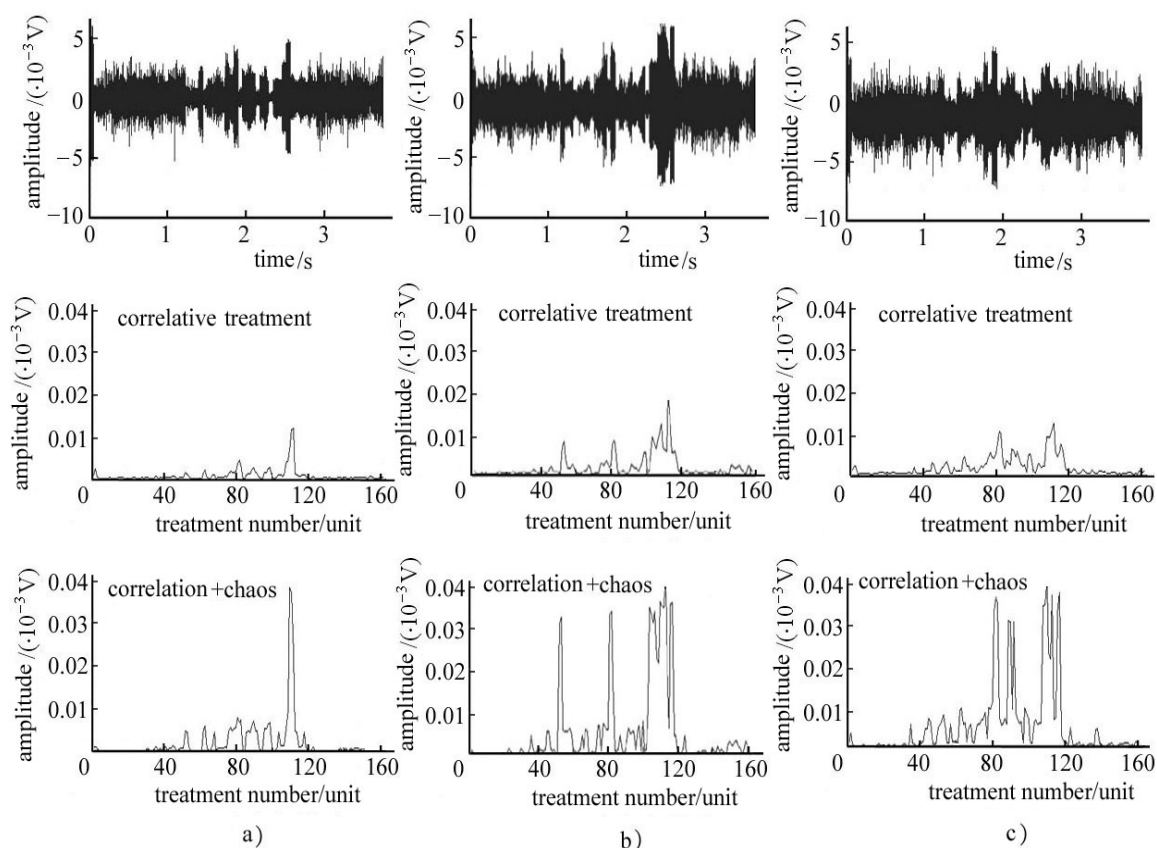 amplitude /(·10⁻³V)
5
0
−5
−10
0 1 2 3
time/s
amplitude /(·10⁻³V)
5
0
−5
−10
0 1 2 3
time/s
amplitude /(·10⁻³V)
5
0
−5
−10
0 1 2 3
time/s
amplitude /(·10⁻³V)
correlative treatment
0.04
0.03
0.02
0.01
0 40 80 120 160
treatment number/unit
amplitude /(·10⁻³V)
correlative treatment
0.04
0.03
0.02
0.01
0 40 80 120 160
treatment number/unit
amplitude /(·10⁻³V)
correlative treatment
0.04
0.03
0.02
0.01
0 40 80 120 160
treatment number/unit
amplitude /(·10⁻³V)
correlation+chaos
0.04
0.03
0.02
0.01
0 40 80 120 160
treatment number/unit
a)
amplitude /(·10⁻³V)
correlation+chaos
0.04
0.03
0.02
0.01
0 40 80 120 160
treatment number/unit
b)
amplitude /(·10⁻³V)
correlation+chaos
0.04
0.03
0.02
0.01
0 40 80 120 160
treatment number/unit
c)